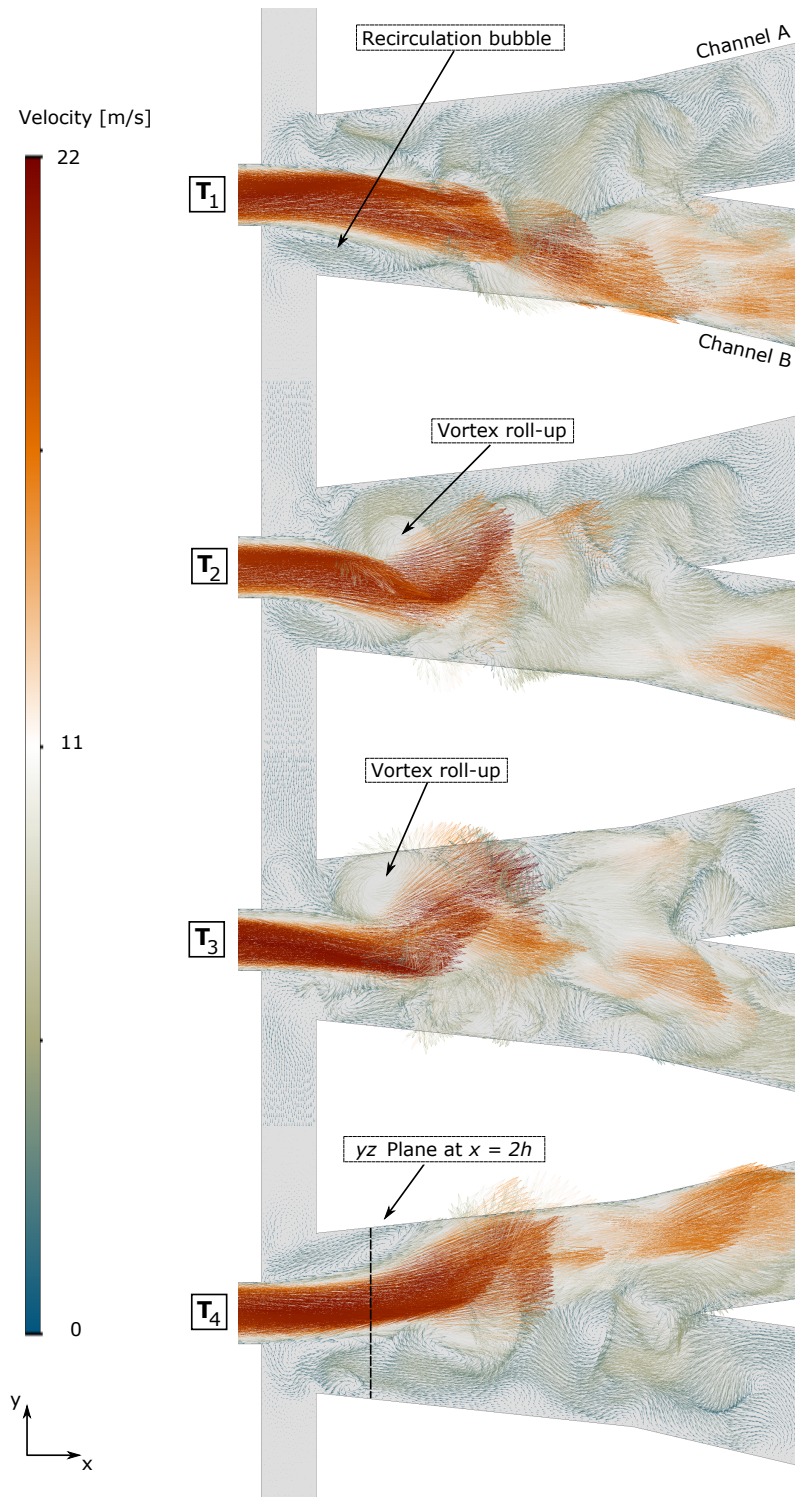 Recirculation bubble
Channel A
Velocity [m/s]
22
T1
Channel B
Vortex roll-up
T2
11
Vortex roll-up
T3
yz Plane at x = 2h
T4
0
y
x